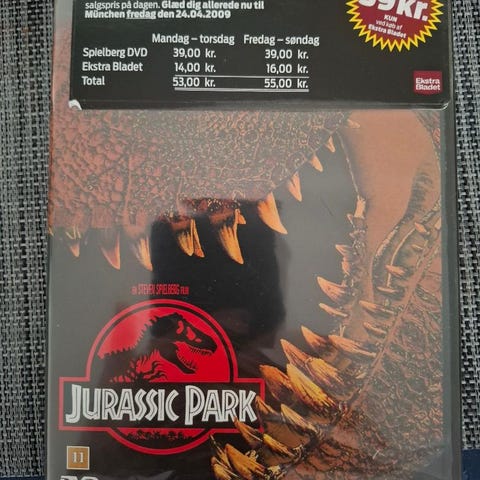 salgspris på dagen. Glæd dig allerede nu til
München fredag den 24.04.2009
Mandag – torsdag Fredag – søndag
Spielberg DVD 39,00 kr. 39,00 kr.
Ekstra Bladet 14,00 kr. 16,00 kr.
Total 53,00 kr. 55,00 kr.
39 kr.
KUN
ved køb af
Ekstra Bladet
Ekstra
Bladet
EN STEVEN SPIELBERG FILM
JURASSIC PARK
11